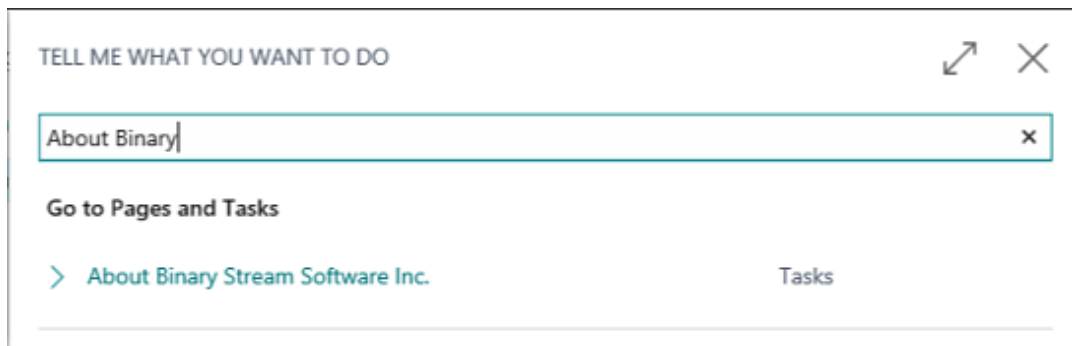 TELL ME WHAT YOU WANT TO DO
About Binary
Go to Pages and Tasks
About Binary Stream Software Inc. Tasks